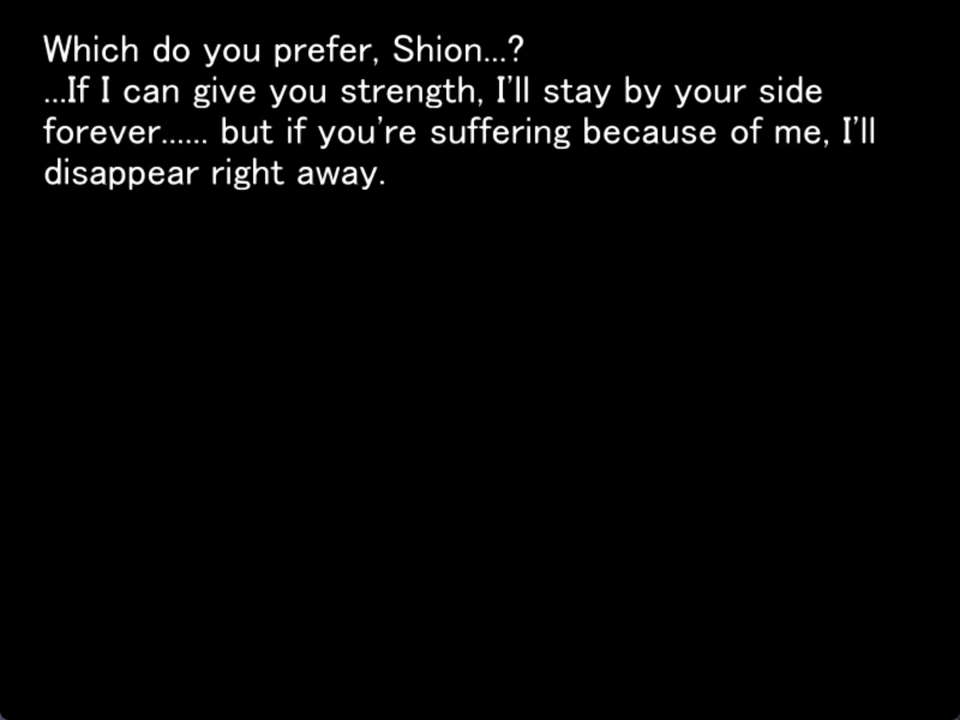 Which do you prefer, Shion...?
...If I can give you strength, I'll stay by your side
forever...... but if you're suffering because of me, I'll
disappear right away.